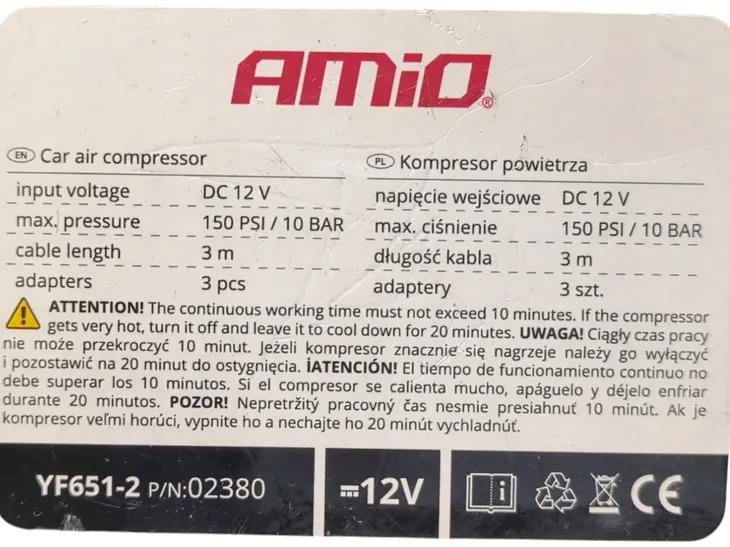 AMiO®
EN Car air compressor
input voltage DC 12 V
max. pressure 150 PSI / 10 BAR
cable length 3 m
adapters 3 pcs
PL Kompresor powietrza
napięcie wejściowe DC 12 V
max. ciśnienie 150 PSI / 10 BAR
długość kabla 3 m
adaptery 3 szt.
ATTENTION! The continuous working time must not exceed 10 minutes. If the compressor
gets very hot, turn it off and leave it to cool down for 20 minutes. UWAGA! Ciągły czas pracy
nie może przekroczyć 10 minut. Jeżeli kompresor znacznie się nagrzeje należy go wyłączyć
i pozostawić na 20 minut do ostygnięcia. ¡ATENCIÓN! El tiempo de funcionamiento continuo no
debe superar los 10 minutos. Si el compresor se calienta mucho, apáguelo y déjelo enfriar
durante 20 minutos. POZOR! Nepretržitý pracovný čas nesmie presiahnuť 10 minút. Ak je
kompresor veľmi horúci, vypnite ho a nechajte ho 20 minút vychladnúť.
YF651-2 P/N:02380
12V
i
CE